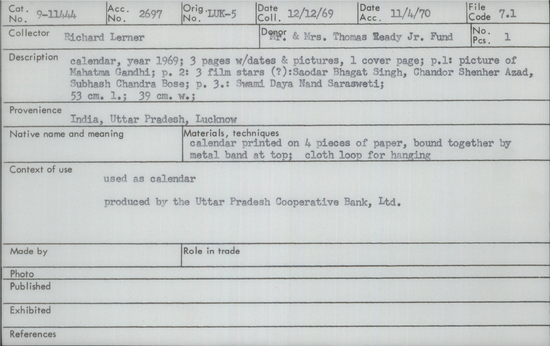 Cat. No. 9-11444 Acc. No. 2697 Orig. No. LUK-5 Date Coll. 12/12/69 Date Acc. 11/4/70 File Code 7.1
Collector Richard Lerner Donor Mr. & Mrs. Thomas Ready Jr. Fund No. Pcs. 1
Description calendar, year 1969; 3 pages w/dates & pictures, 1 cover page; p.1: picture of
Mahatma Gandhi; p. 2: 3 film stars (?):Saodar Bhagat Singh, Chandor Shenher Azad,
Subhash Chandra Bose; p. 3.: Swami Daya Nand Sarasweti;
53 cm. l.; 39 cm. w.;
Provenience
India, Uttar Pradesh, Lucknow
Native name and meaning Materials, techniques
calendar printed on 4 pieces of paper, bound together by
metal band at top; cloth loop for hanging
Context of use
used as calendar
produced by the Uttar Pradesh Cooperative Bank, Ltd.
Made by Role in trade
Photo
Published
Exhibited
References